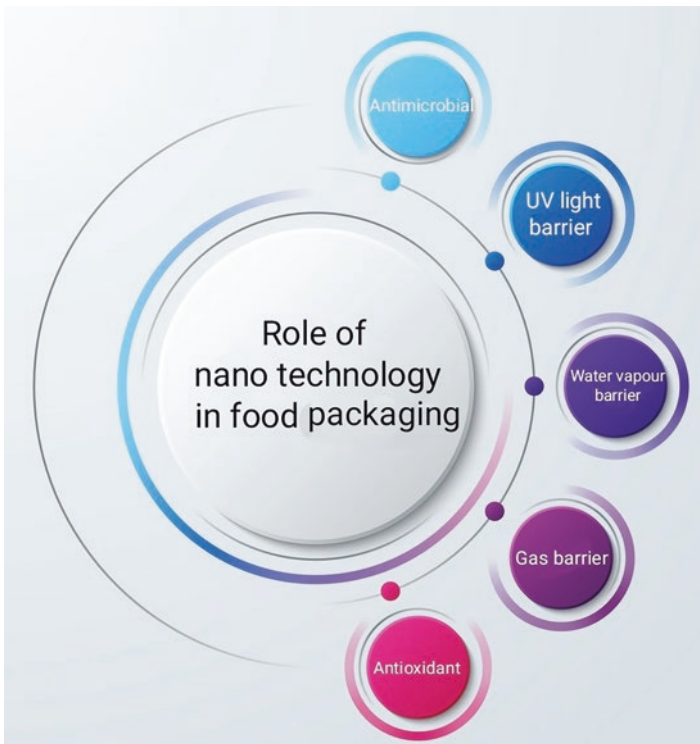 Antimicrobial
UV light
barrier
Role of
nano technology
in food packaging
Water vapour
barrier
Gas barrier
Antioxidant